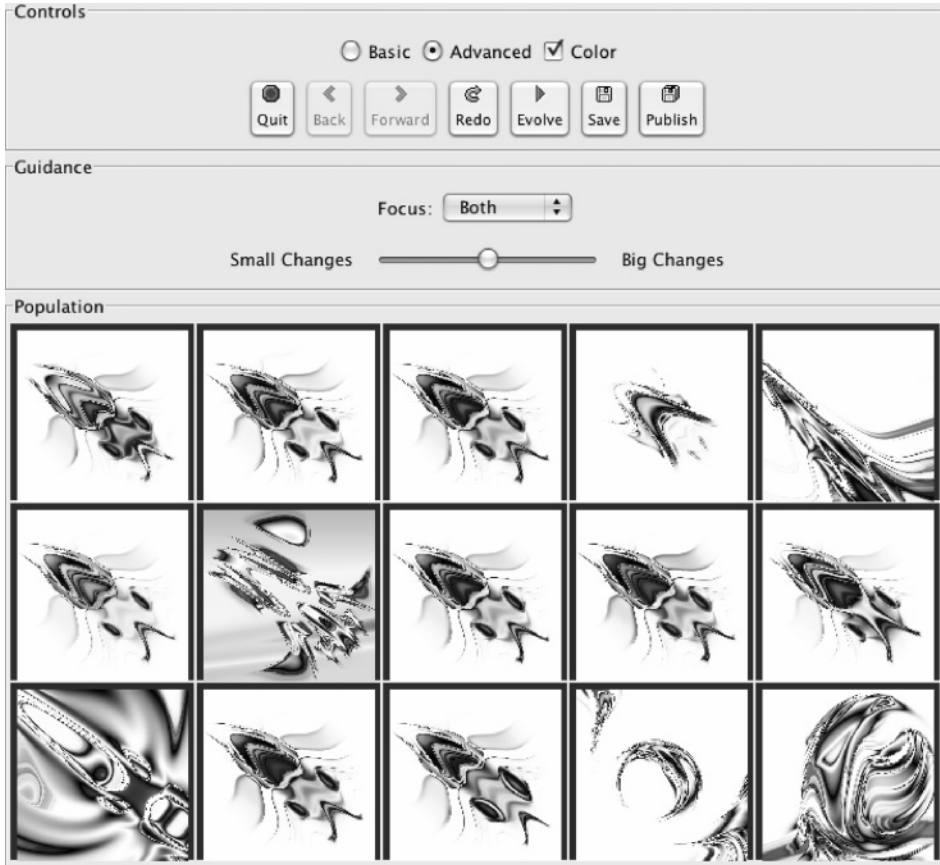 Controls
Basic Advanced Color
Quit Back Forward Redo Evolve Save Publish
Guidance
Focus: Both
Small Changes Big Changes
Population